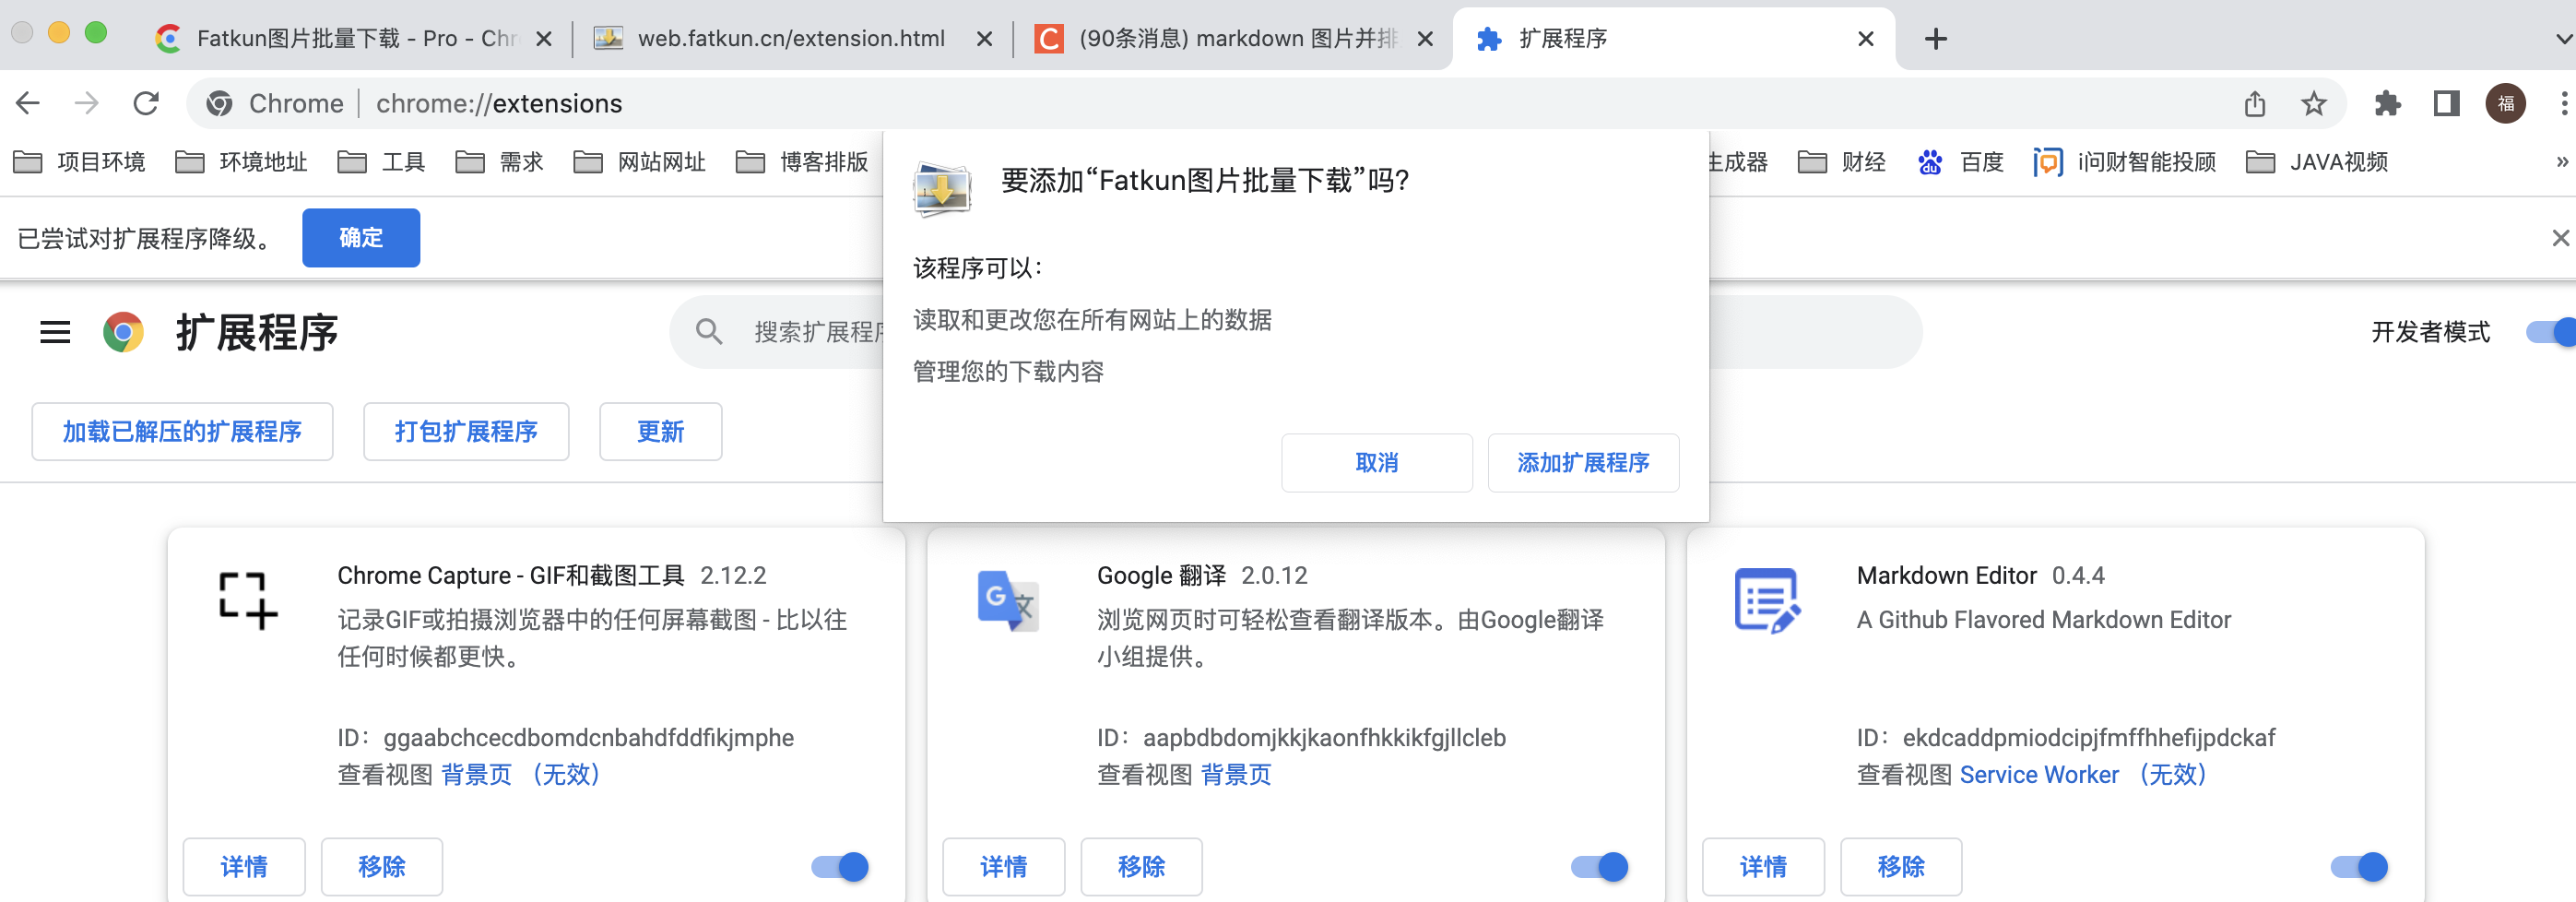 Fatkun图片批量下载 - Pro - Chr
web.fatkun.cn/extension.html
(90条消息) markdown 图片并排
扩展程序
Chrome
chrome://extensions
福
项目环境
环境地址
工具
需求
网站网址
博客排版
生成器
财经
百度
i问财智能投顾
JAVA视频
»
要添加“Fatkun图片批量下载”吗?
该程序可以:
读取和更改您在所有网站上的数据
管理您的下载内容
取消
添加扩展程序
已尝试对扩展程序降级。
确定
扩展程序
搜索扩展程序
开发者模式
加载已解压的扩展程序
打包扩展程序
更新
Chrome Capture - GIF和截图工具 2.12.2
记录GIF或拍摄浏览器中的任何屏幕截图 - 比以往
任何时候都更快。
ID: ggaabchcecdbomdcnbahdfddfikjmphe
查看视图 背景页 (无效)
详情
移除
Google 翻译 2.0.12
浏览网页时可轻松查看翻译版本。由Google翻译
小组提供。
ID: aapbdbdomjkkjkaonfhkkikfgjllcleb
查看视图 背景页
详情
移除
Markdown Editor 0.4.4
A Github Flavored Markdown Editor
ID: ekdcaddpmiodcipjfmffhhefijpdckaf
查看视图 Service Worker (无效)
详情
移除